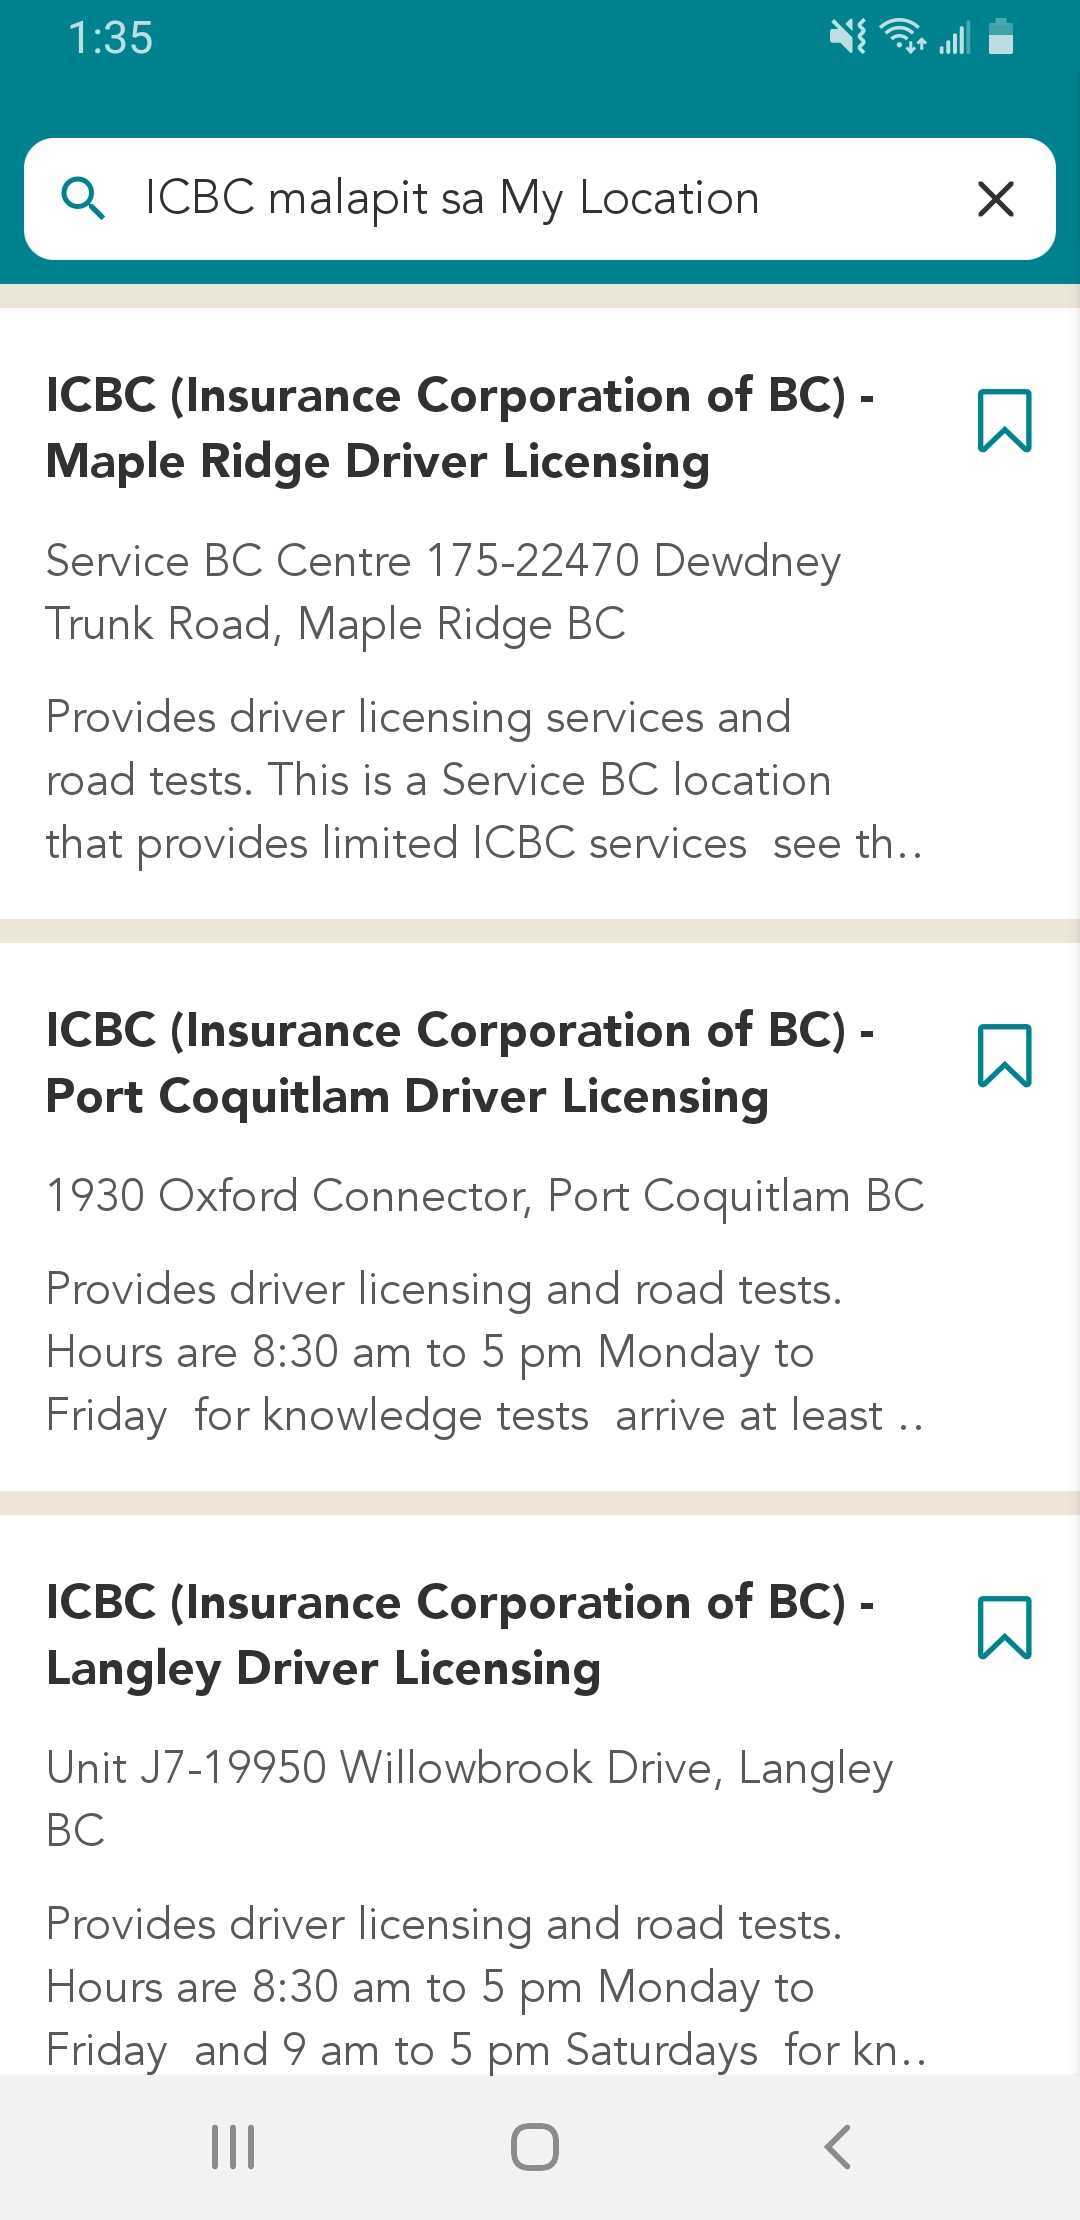 1:35
ICBC malapit sa My Location
ICBC (Insurance Corporation of BC) -
Maple Ridge Driver Licensing
Service BC Centre 175-22470 Dewdney
Trunk Road, Maple Ridge BC
Provides driver licensing services and
road tests. This is a Service BC location
that provides limited ICBC services  see th..
ICBC (Insurance Corporation of BC) -
Port Coquitlam Driver Licensing
1930 Oxford Connector, Port Coquitlam BC
Provides driver licensing and road tests.
Hours are 8:30 am to 5 pm Monday to
Friday  for knowledge tests  arrive at least ..
ICBC (Insurance Corporation of BC) -
Langley Driver Licensing
Unit J7-19950 Willowbrook Drive, Langley
BC
Provides driver licensing and road tests.
Hours are 8:30 am to 5 pm Monday to
Friday  and 9 am to 5 pm Saturdays  for kn..